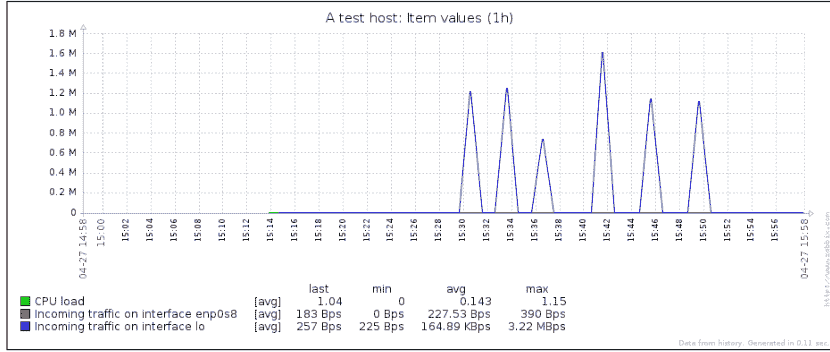 A test host: Item values (1h)
1.8 M
1.6 M
1.4 M
1.2 M
1.0 M
0.8 M
0.6 M
0.4 M
0.2 M
0
04-27 14:58
15:00
15:02
15:04
15:06
15:08
15:10
15:12
15:14
15:16
15:18
15:20
15:22
15:24
15:26
15:28
15:30
15:32
15:34
15:36
15:38
15:40
15:42
15:44
15:46
15:48
15:50
15:52
15:54
15:56
04-27 15:58
last min avg max
CPU load [avg] 1.04 0 0.143 1.15
Incoming traffic on interface enp0s8 [avg] 183 Bps 0 Bps 227.53 Bps 390 Bps
Incoming traffic on interface lo [avg] 257 Bps 225 Bps 164.89 KBps 3.22 MBps
http://www.zabbix.com
Data from history. Generated in 0.11 sec.